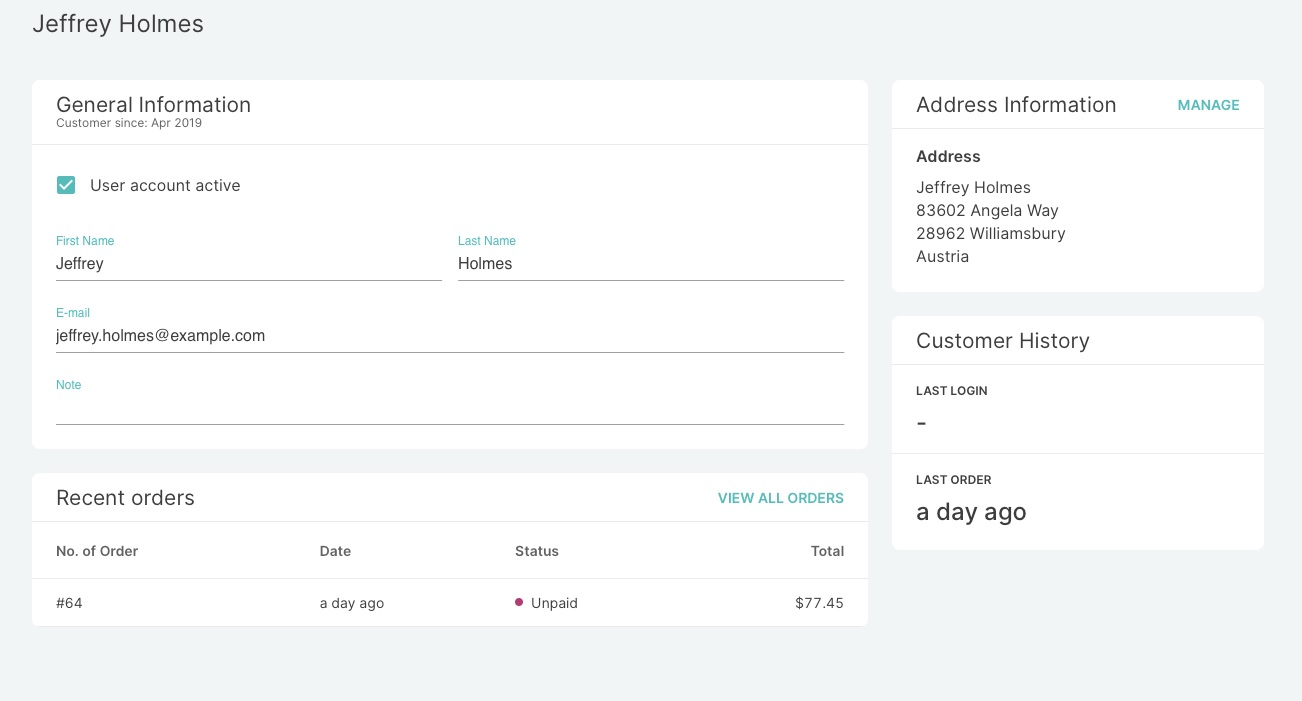 Jeffrey Holmes
General Information
Customer since: Apr 2019
User account active
First Name
Jeffrey
Last Name
Holmes
E-mail
jeffrey.holmes@example.com
Note
Recent orders
VIEW ALL ORDERS
No. of Order Date Status Total
#64 a day ago Unpaid $77.45
Address Information
MANAGE
Address
Jeffrey Holmes
83602 Angela Way
28962 Williamsbury
Austria
Customer History
LAST LOGIN
-
LAST ORDER
a day ago